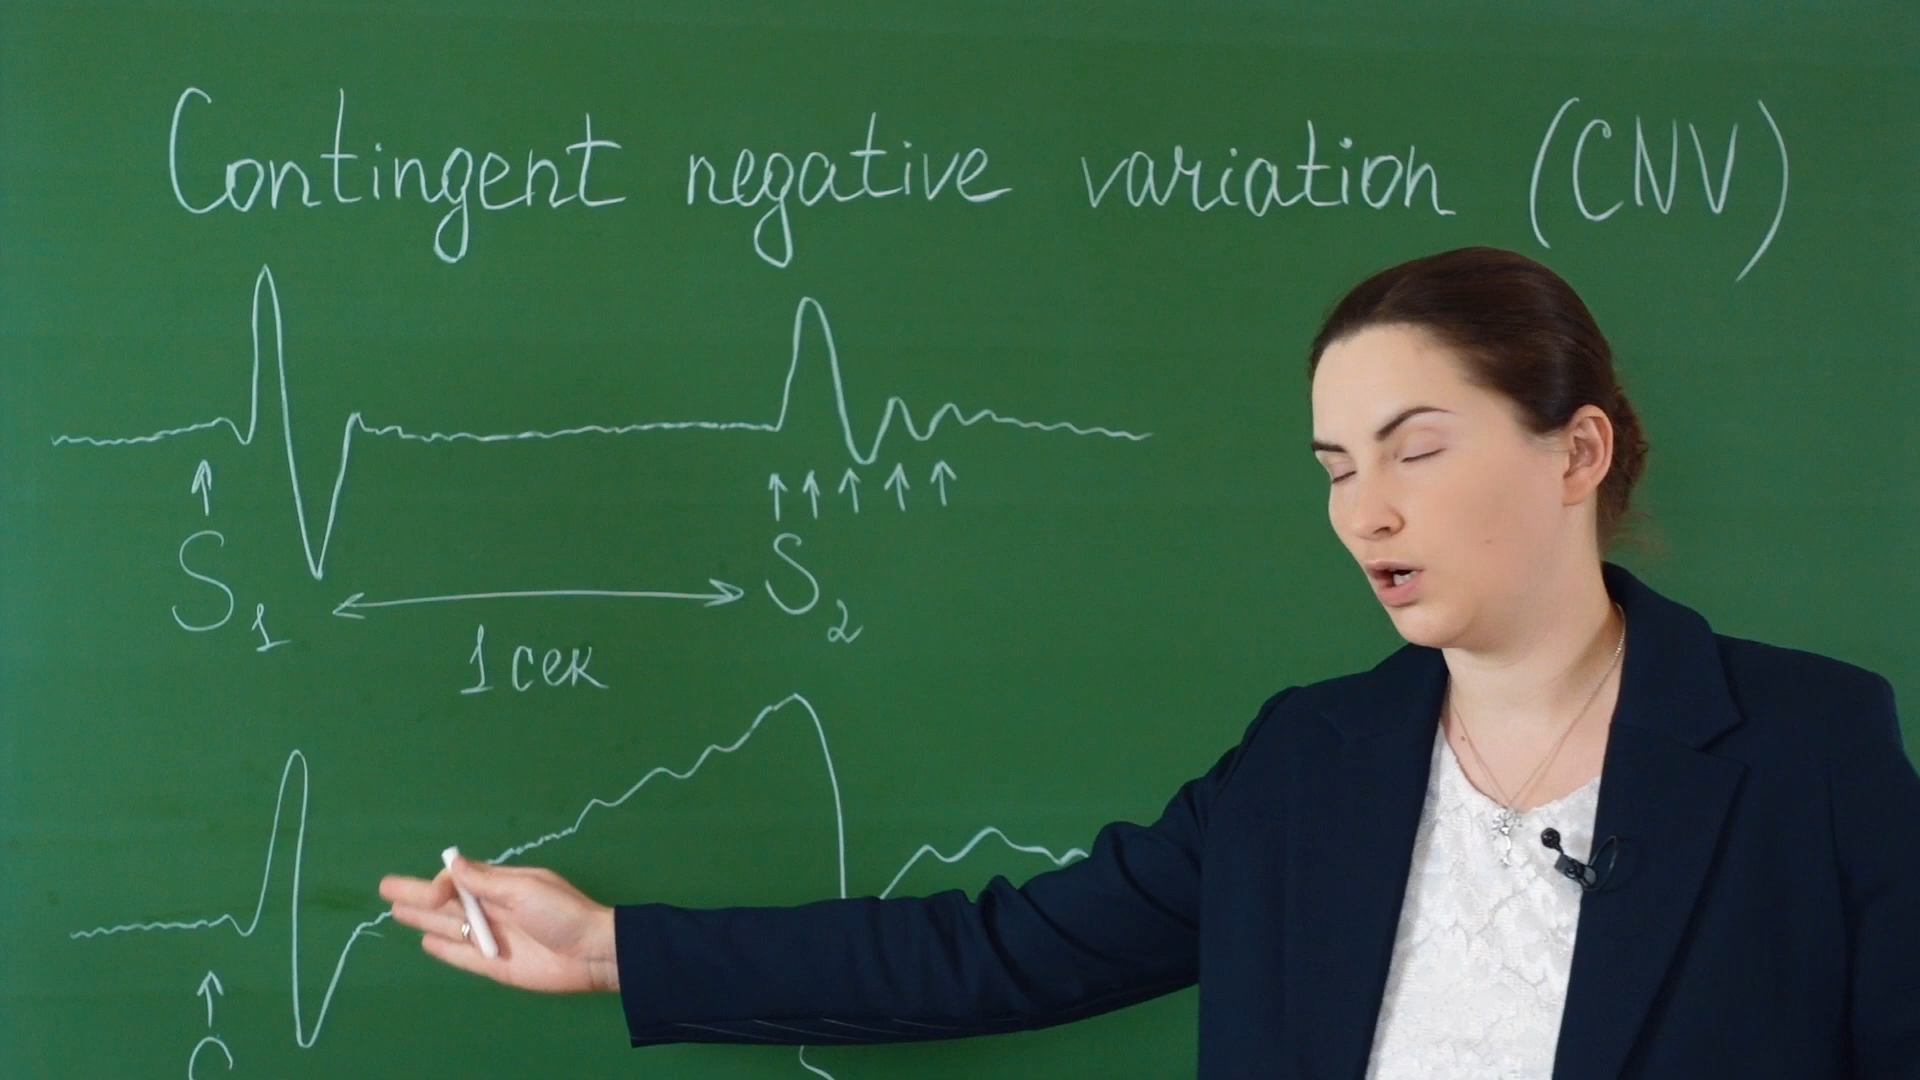 Contingent negative variation (CNV)
S1 S2
1 сек
S